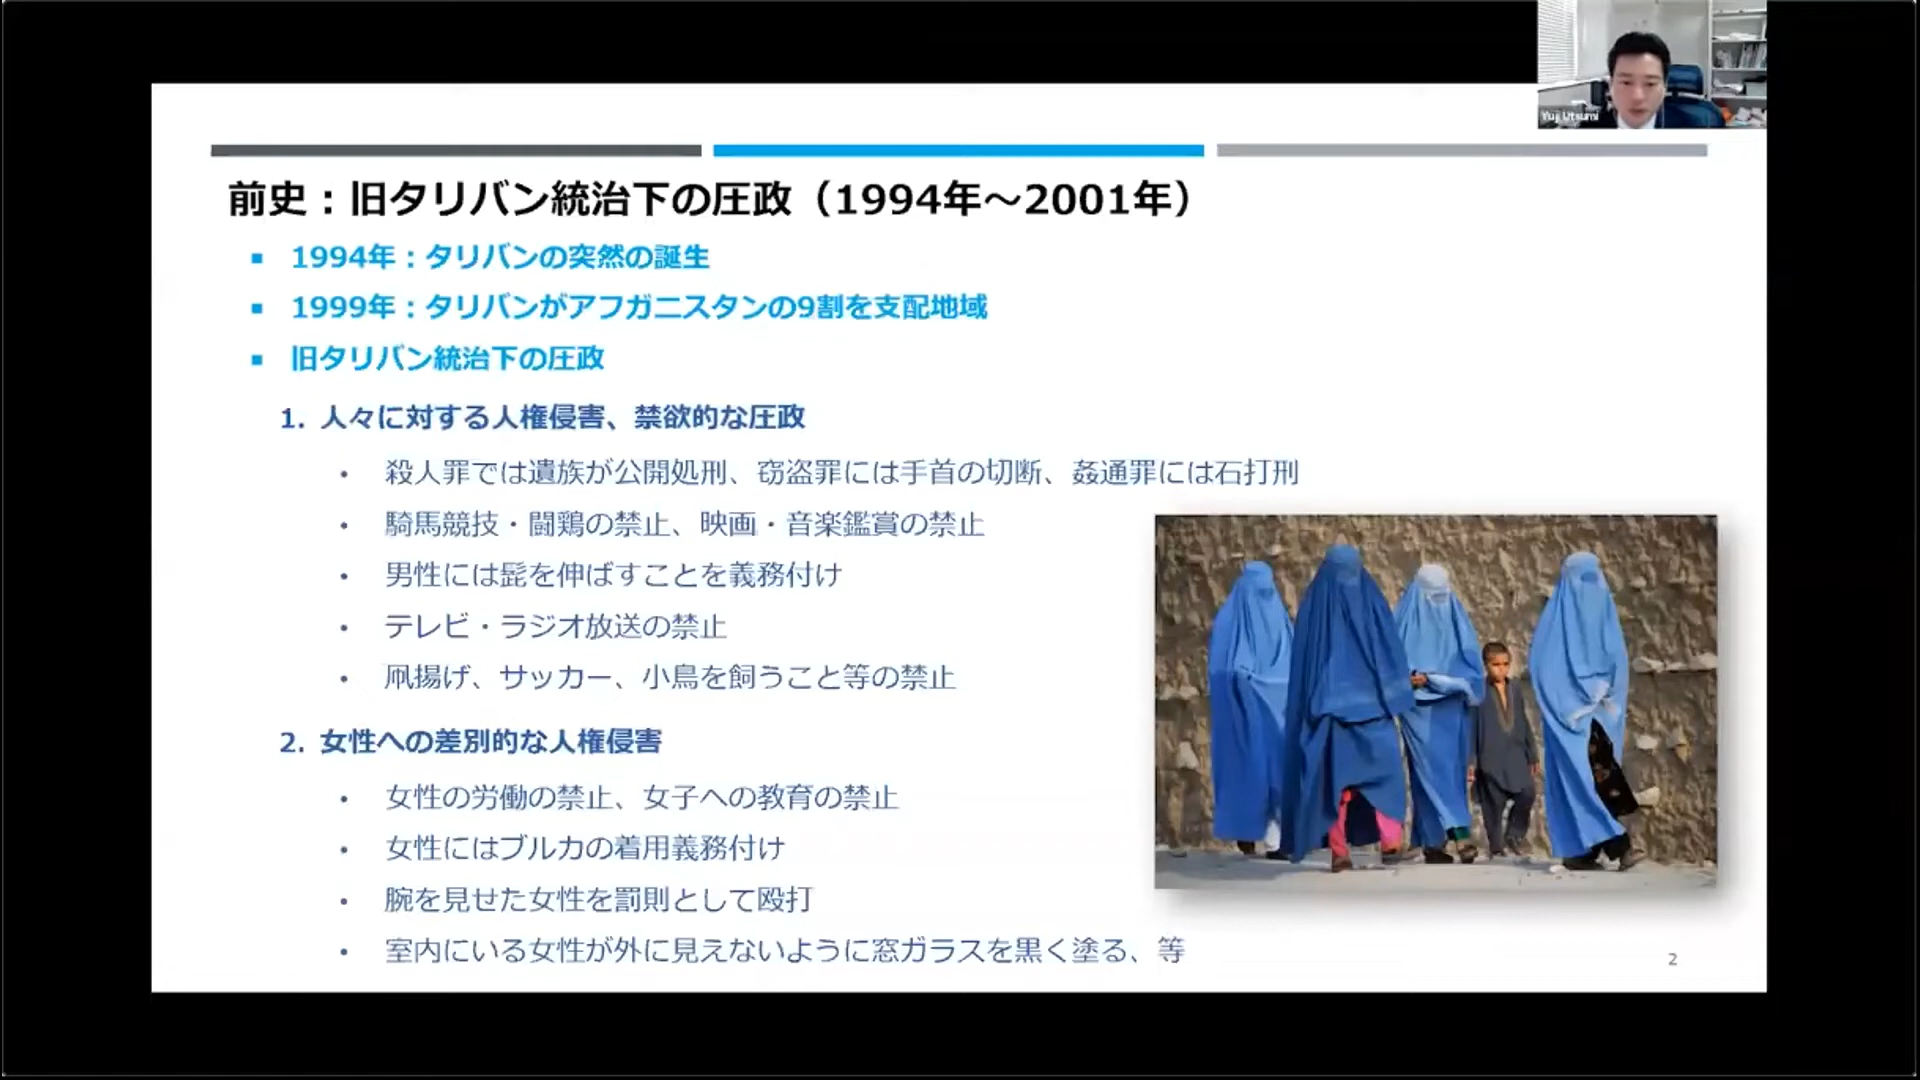 Yuji Utsumi
前史：旧タリバン統治下の圧政（1994年～2001年）
▪ 1994年：タリバンの突然の誕生
▪ 1999年：タリバンがアフガニスタンの9割を支配地域
▪ 旧タリバン統治下の圧政
1. 人々に対する人権侵害、禁欲的な圧政
• 殺人罪では遺族が公開処刑、窃盗罪には手首の切断、姦通罪には石打刑
• 騎馬競技・闘鶏の禁止、映画・音楽鑑賞の禁止
• 男性には髭を伸ばすことを義務付け
• テレビ・ラジオ放送の禁止
• 凧揚げ、サッカー、小鳥を飼うこと等の禁止
2. 女性への差別的な人権侵害
• 女性の労働の禁止、女子への教育の禁止
• 女性にはブルカの着用義務付け
• 腕を見せた女性を罰則として殴打
• 室内にいる女性が外に見えないように窓ガラスを黒く塗る、等
2